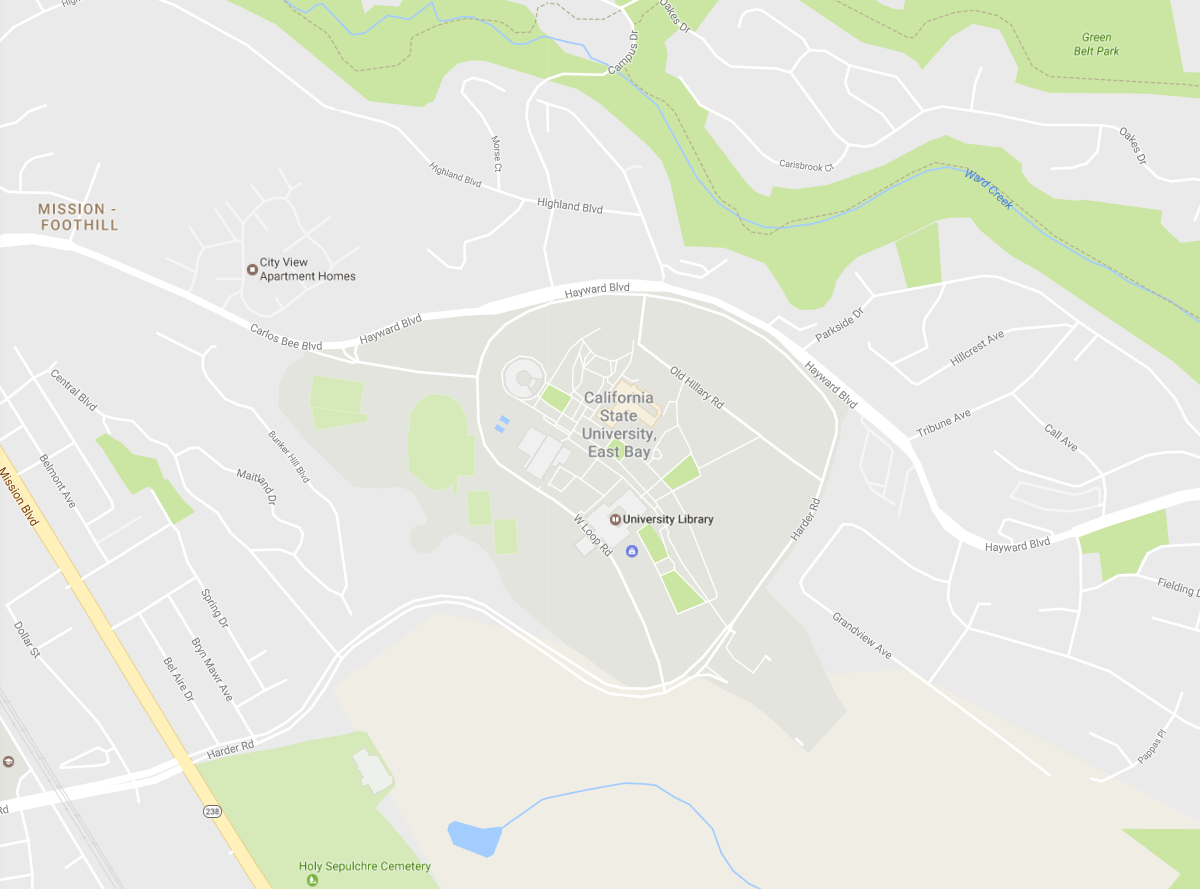 Oakes Dr
Campus Dr
Green
Belt Park
Oakes Dr
Morse Ct
Carisbrook Ct
Highland Blvd
Ward Creek
Highland Blvd
MISSION -
FOOTHILL
City View
Apartment Homes
Hayward Blvd
Carlos Bee Blvd
Hayward Blvd
Parkside Dr
Hillcrest Ave
Central Blvd
Old Hillary Rd
Hayward Blvd
California
State
University,
East Bay
Tribune Ave
Call Ave
Bunker Hill Blvd
Belmont Ave
Maitland Dr
Mission Blvd
University Library
W Loop Rd
Harder Rd
Hayward Blvd
Spring Dr
Fielding D
Dollar St
Grandview Ave
Bryn Mawr Ave
Bel Aire Dr
Harder Rd
Pappas Pl
238
Rd
Holy Sepulchre Cemetery